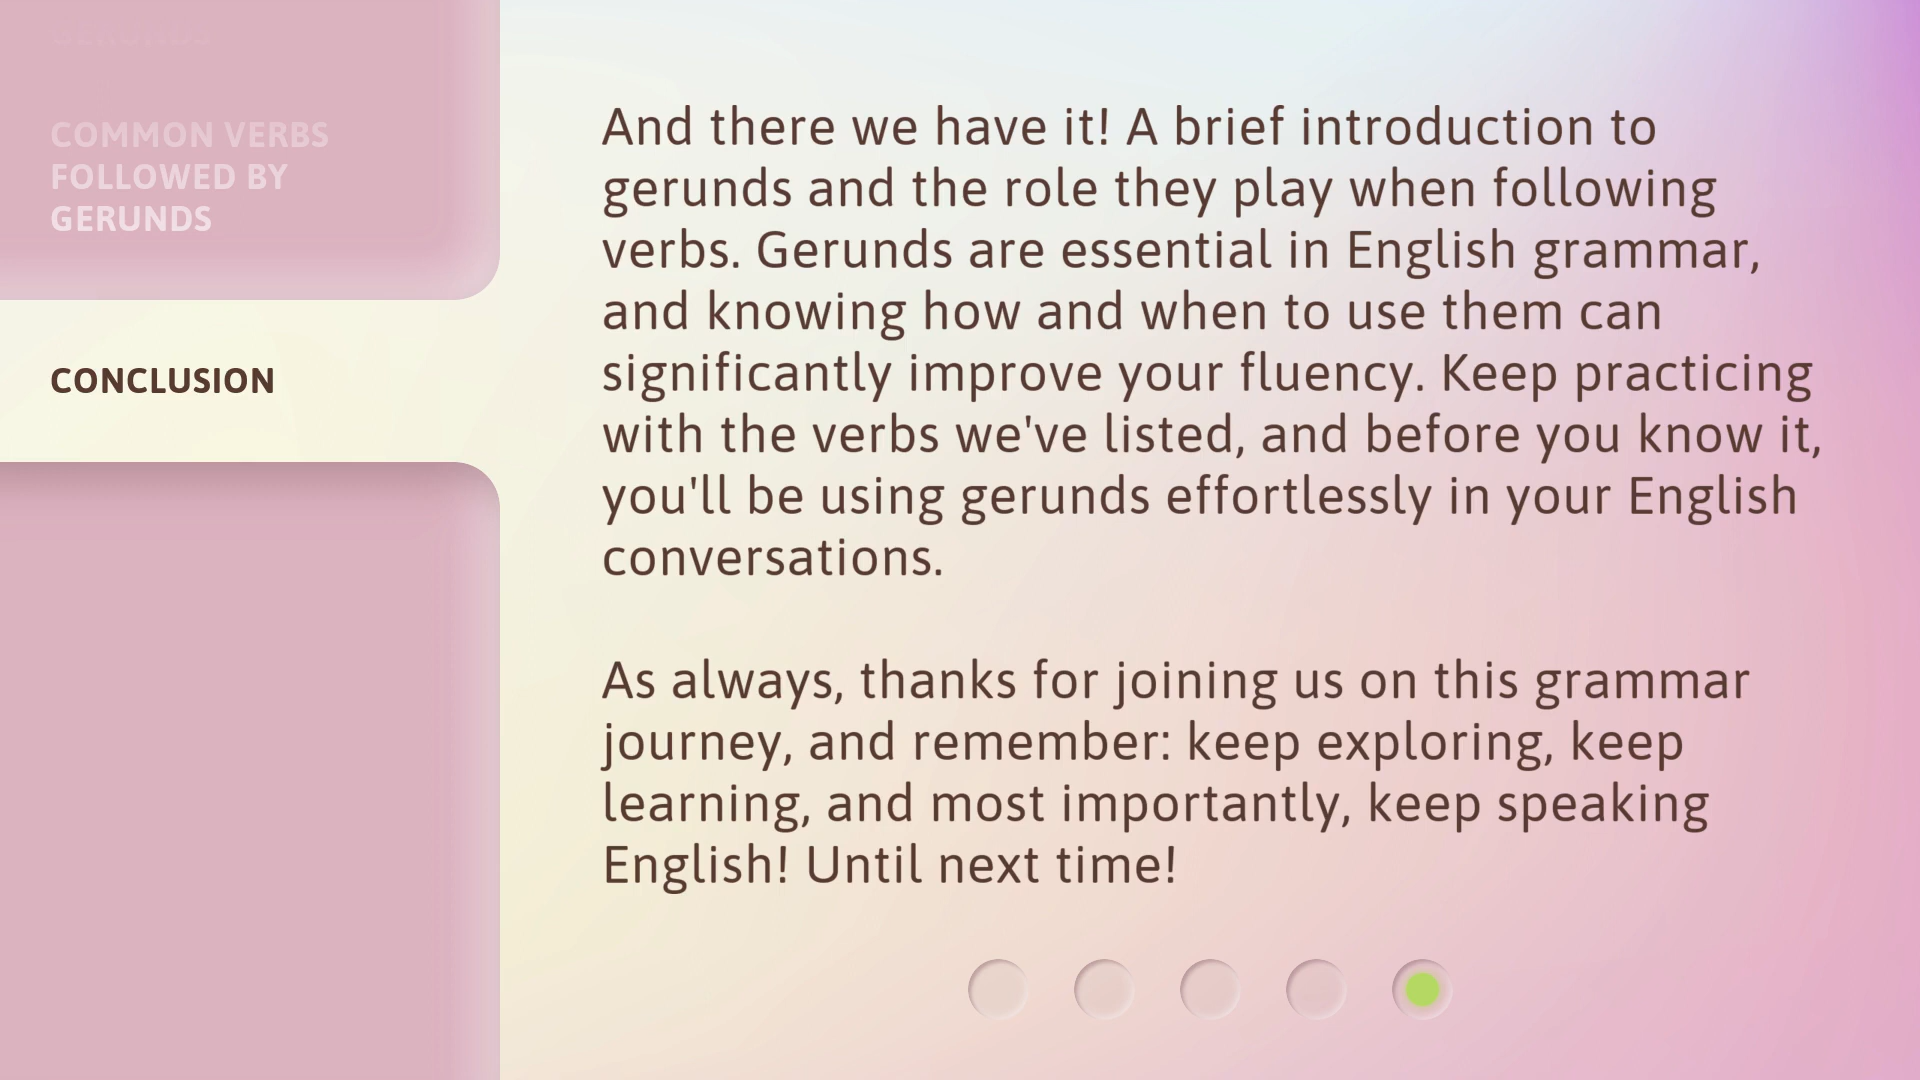 GERUNDS
COMMON VERBS
FOLLOWED BY
GERUNDS
CONCLUSION
And there we have it! A brief introduction to
gerunds and the role they play when following
verbs. Gerunds are essential in English grammar,
and knowing how and when to use them can
significantly improve your fluency. Keep practicing
with the verbs we've listed, and before you know it,
you'll be using gerunds effortlessly in your English
conversations.
As always, thanks for joining us on this grammar
journey, and remember: keep exploring, keep
learning, and most importantly, keep speaking
English! Until next time!